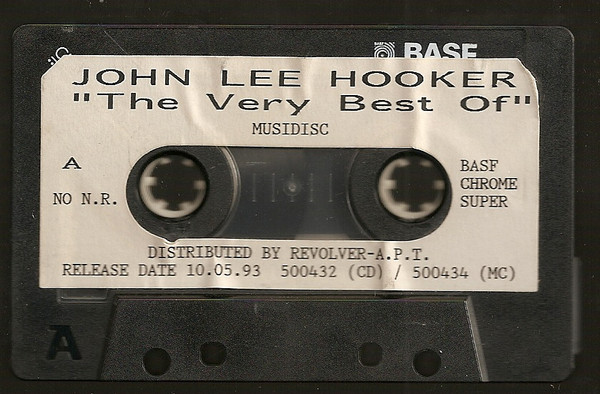 BASF
JOHN LEE HOOKER
"The Very Best Of"
MUSIDISC
A
NO N.R.
BASF
CHROME
SUPER
DISTRIBUTED BY REVOLVER-A.P.T.
RELEASE DATE 10.05.93  500432 (CD) / 500434 (MC)
A